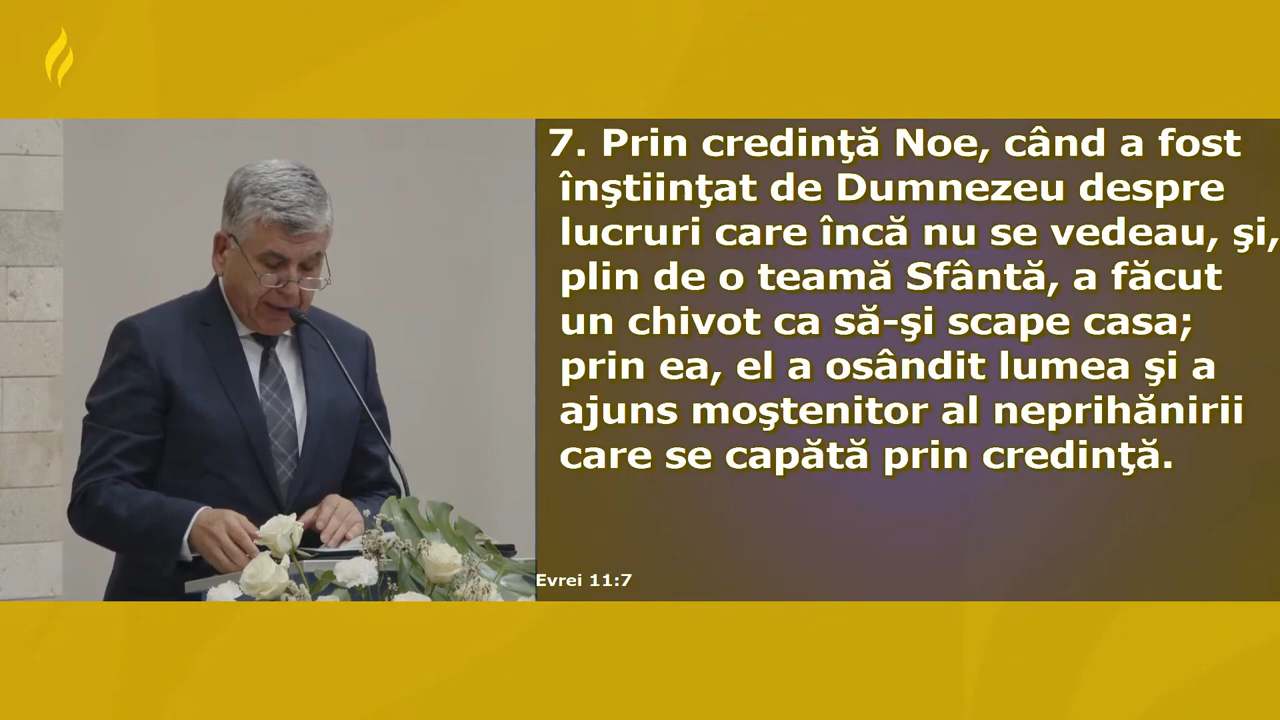 7. Prin credinţă Noe, când a fost
înştiinţat de Dumnezeu despre
lucruri care încă nu se vedeau, şi,
plin de o teamă Sfântă, a făcut
un chivot ca să-şi scape casa;
prin ea, el a osândit lumea şi a
ajuns moştenitor al neprihănirii
care se capătă prin credinţă.
Evrei 11:7